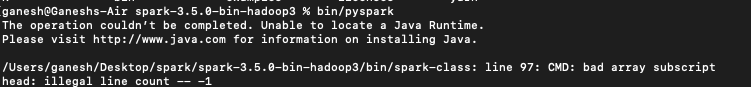 ganesh@Ganeshs-Air spark-3.5.0-bin-hadoop3 % bin/pyspark
The operation couldn’t be completed. Unable to locate a Java Runtime.
Please visit http://www.java.com for information on installing Java.
/Users/ganesh/Desktop/spark/spark-3.5.0-bin-hadoop3/bin/spark-class: line 97: CMD: bad array subscript
head: illegal line count -- -1